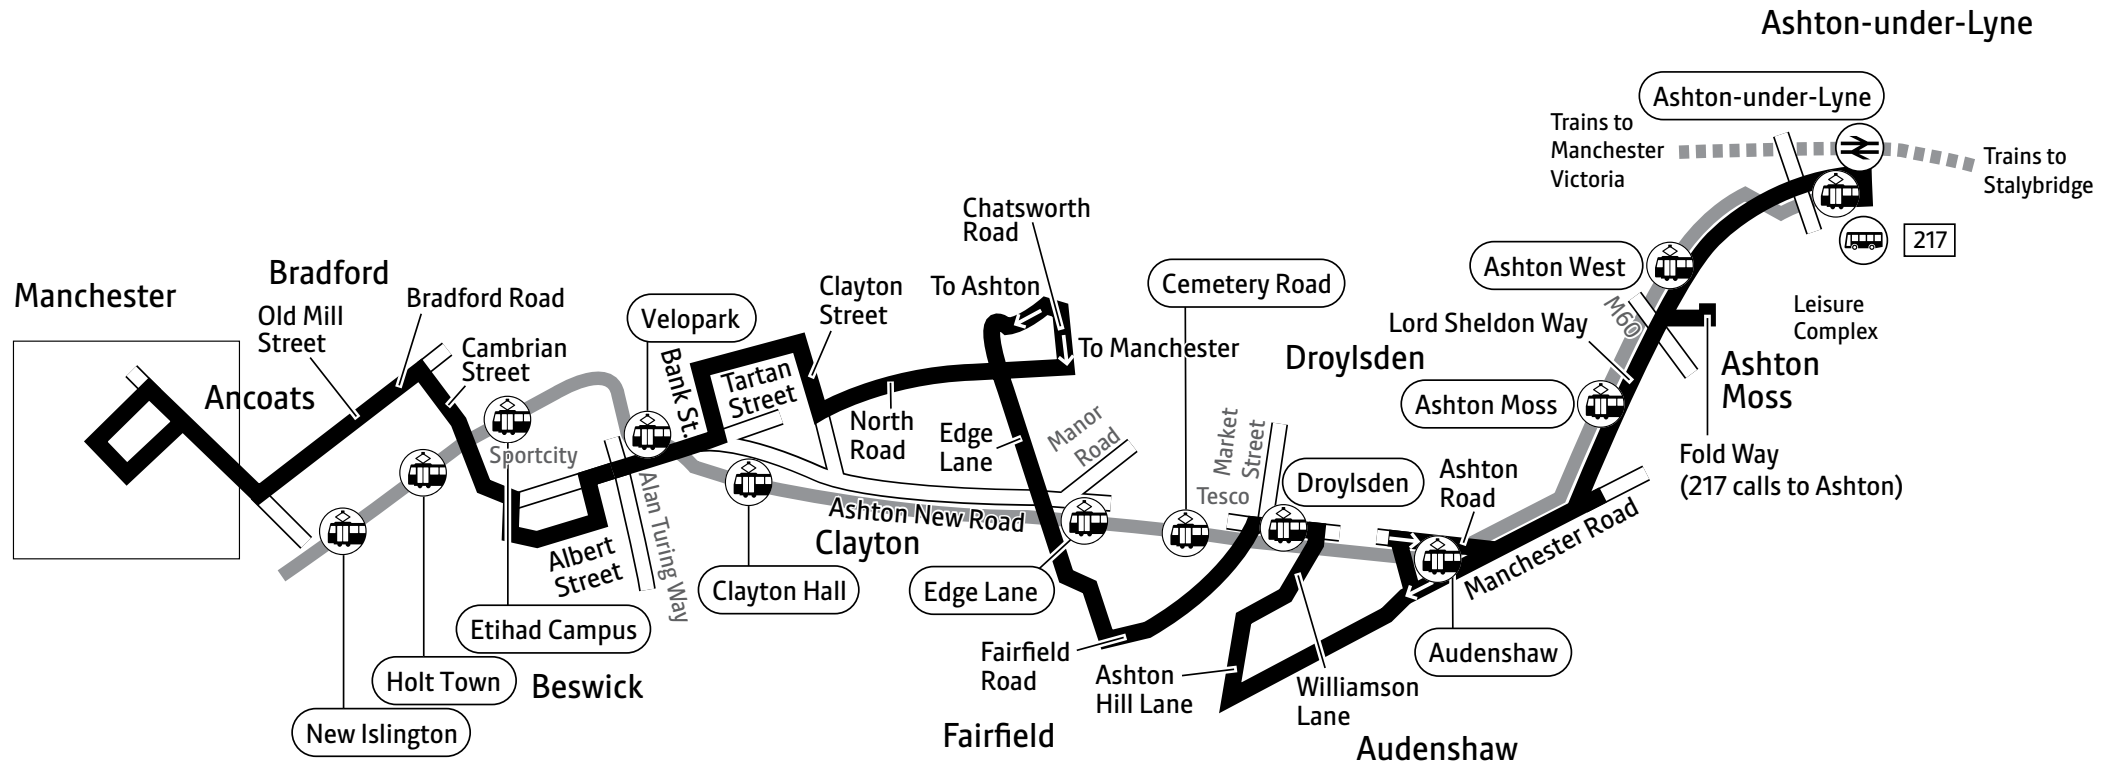 Ashton-under-Lyne
Ashton-under-Lyne
Trains to
Manchester
Victoria
Trains to
Stalybridge
217
Ashton West
Leisure
Complex
M60
Lord Sheldon Way
Ashton
Moss
Ashton Moss
Fold Way
(217 calls to Ashton)
Manchester
Bradford
Old Mill
Street
Bradford Road
Ancoats
Cambrian
Street
Velopark
Bank St.
Tartan
Street
Clayton
Street
North
Road
Chatsworth
Road
To Ashton
To Manchester
Cemetery Road
Droylsden
Edge
Lane
Manor
Road
Market
Street
Tesco
Droylsden
Ashton
Road
Manchester Road
Sportcity
Alan Turing Way
Albert
Street
Ashton New Road
Clayton
Clayton Hall
Edge Lane
Etihad Campus
Holt Town
New Islington
Beswick
Fairfield
Road
Ashton
Hill Lane
Williamson
Lane
Audenshaw
Fairfield
Audenshaw